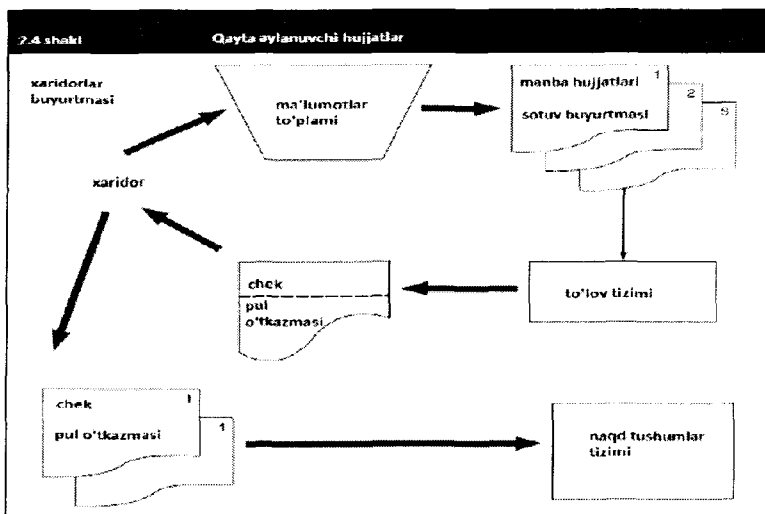 2.4 shakl Qayta aylanuvchi hujjatlar
xaridorlar
buyurtmasi
ma'lumotlar
to'plami
manba hujjatlari 1
sotuv buyurtmasi
2
S
xaridor
chek
pul
o'tkazmasi
to'lov tizimi
chek 1
pul o'tkazmasi
1
naqd tushumlar
tizimi